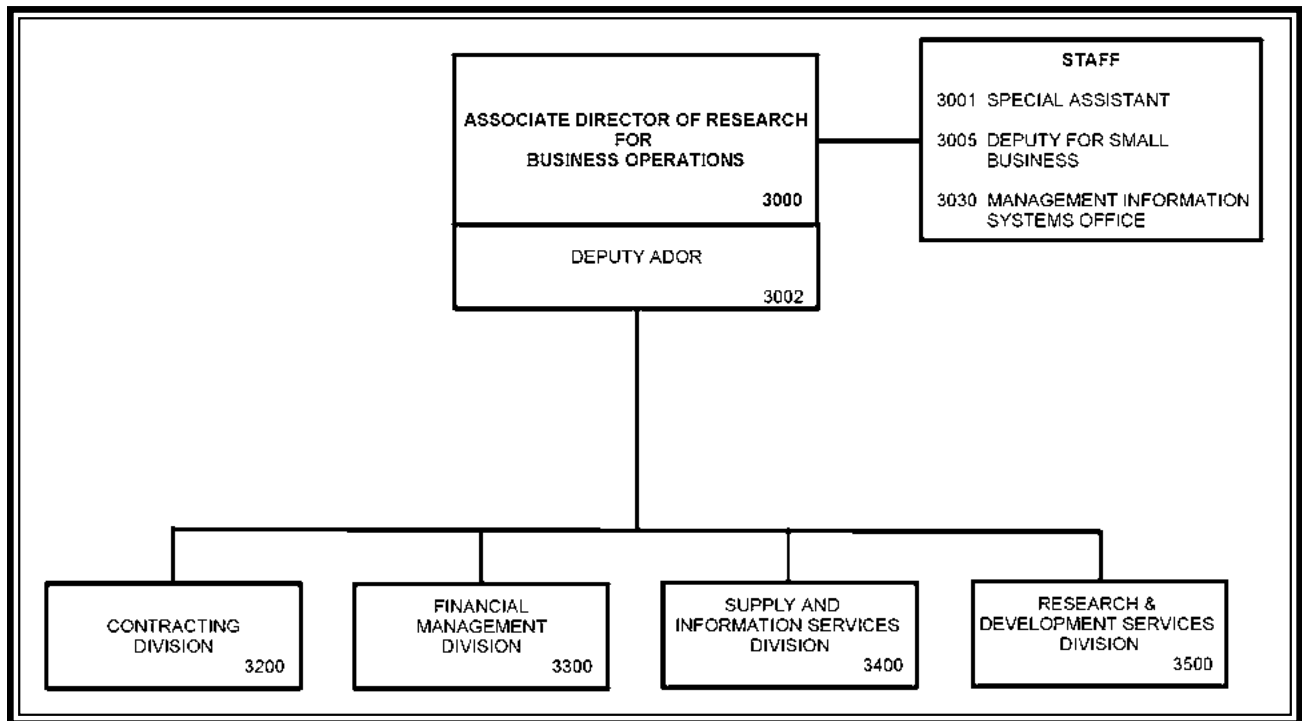 ASSOCIATE DIRECTOR OF RESEARCH
FOR
BUSINESS OPERATIONS
3000
DEPUTY ADOR
3002
STAFF
3001 SPECIAL ASSISTANT
3005 DEPUTY FOR SMALL
BUSINESS
3030 MANAGEMENT INFORMATION
SYSTEMS OFFICE
CONTRACTING
DIVISION
3200
FINANCIAL
MANAGEMENT
DIVISION
3300
SUPPLY AND
INFORMATION SERVICES
DIVISION
3400
RESEARCH &
DEVELOPMENT SERVICES
DIVISION
3500